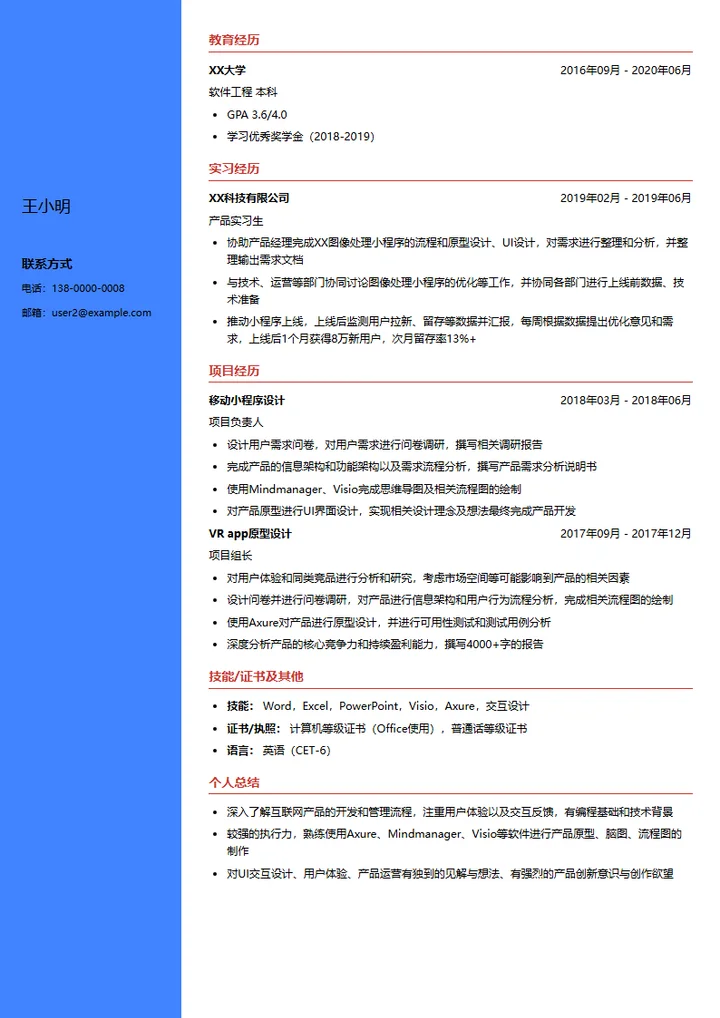 王小明
联系方式
电话：138-0000-0008
邮箱：user2@example.com
教育经历
XX大学 2016年09月 - 2020年06月
软件工程 本科
• GPA 3.6/4.0
• 学习优秀奖学金（2018-2019）
实习经历
XX科技有限公司 2019年02月 - 2019年06月
产品实习生
• 协助产品经理完成XX图像处理小程序的流程和原型设计、UI设计，对需求进行整理和分析，并整
理输出需求文档
• 与技术、运营等部门协同讨论图像处理小程序的优化等工作，并协同各部门进行上线前数据、技
术准备
• 推动小程序上线，上线后监测用户拉新、留存等数据并汇报，每周根据数据提出优化意见和需
求，上线后1个月获得8万新用户，次月留存率13%+
项目经历
移动小程序设计 2018年03月 - 2018年06月
项目负责人
• 设计用户需求问卷，对用户需求进行问卷调研，撰写相关调研报告
• 完成产品的信息架构和功能架构以及需求流程分析，撰写产品需求分析说明书
• 使用Mindmanager、Visio完成思维导图及相关流程图的绘制
• 对产品原型进行UI界面设计，实现相关设计理念及想法最终完成产品开发
VR app原型设计 2017年09月 - 2017年12月
项目组长
• 对用户体验和同类竞品进行分析和研究，考虑市场空间等可能影响到产品的相关因素
• 设计问卷并进行问卷调研，对产品进行信息架构和用户行为流程分析，完成相关流程图的绘制
• 使用Axure对产品进行原型设计，并进行可用性测试和测试用例分析
• 深度分析产品的核心竞争力和持续盈利能力，撰写4000+字的报告
技能/证书及其他
• 技能： Word，Excel，PowerPoint，Visio，Axure，交互设计
• 证书/执照： 计算机等级证书（Office使用），普通话等级证书
• 语言： 英语（CET-6）
个人总结
• 深入了解互联网产品的开发和管理流程，注重用户体验以及交互反馈，有编程基础和技术背景
• 较强的执行力，熟练使用Axure、Mindmanager、Visio等软件进行产品原型、脑图、流程图的
制作
• 对UI交互设计、用户体验、产品运营有独到的见解与想法、有强烈的产品创新意识与创作欲望